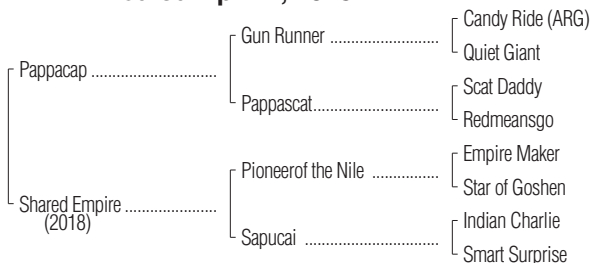 Candy Ride (ARG)
Gun Runner ..............................
Quiet Giant
Pappacap ..............................
Scat Daddy
Pappascat..............................
Redmeansgo
Empire Maker
Pioneerof the Nile ................
Star of Goshen
Shared Empire ......................
(2018)
Indian Charlie
Sapucai ................................
Smart Surprise